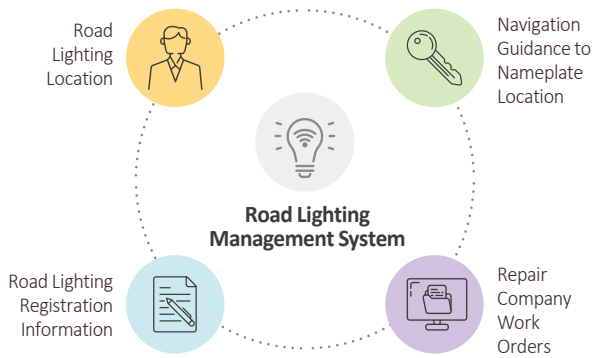 Road
Lighting
Location
Navigation
Guidance to
Nameplate
Location
Road Lighting
Management System
Road Lighting
Registration
Information
Repair
Company
Work
Orders